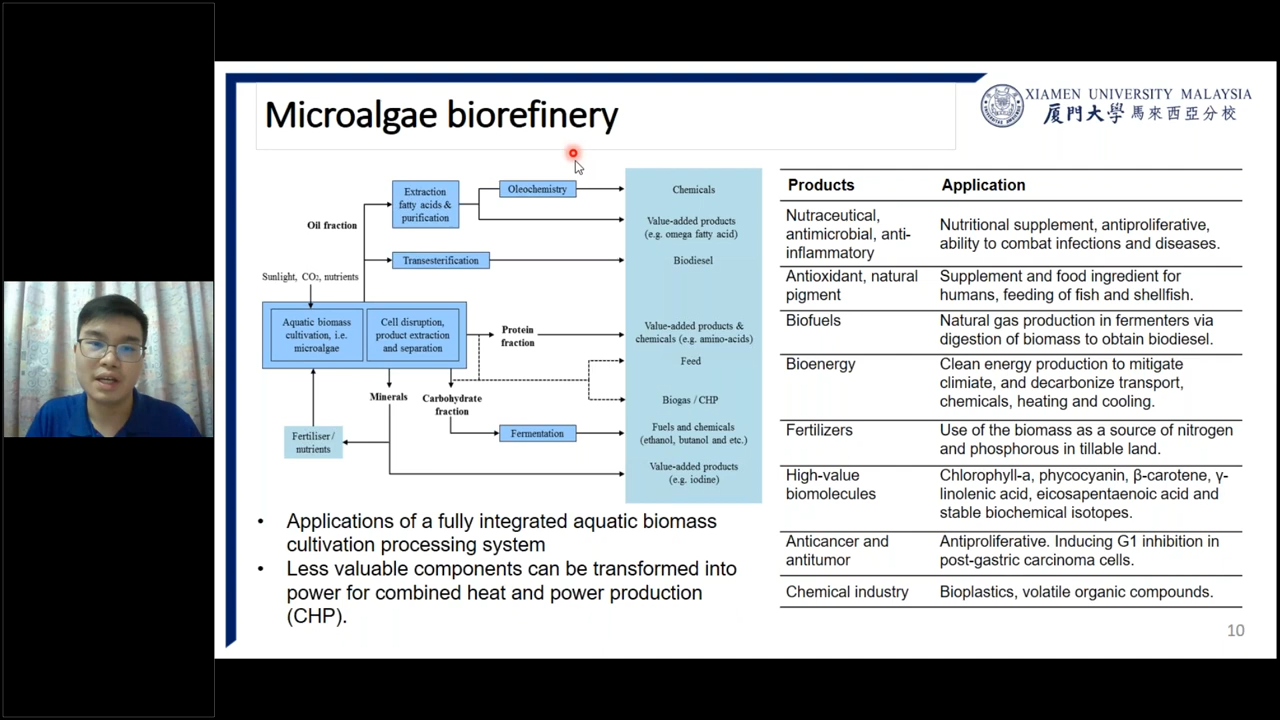 Microalgae biorefinery
XIAMEN UNIVERSITY MALAYSIA
厦門大學 馬來西亞分校
Extraction
fatty acids &
purification
Oleochemistry
Chemicals
Value-added products
(e.g. omega fatty acid)
Oil fraction
Transesterification
Biodiesel
Sunlight, CO₂, nutrients
Aquatic biomass
cultivation, i.e.
microalgae
Cell disruption,
product extraction
and separation
Protein
fraction
Value-added products &
chemicals (e.g. amino-acids)
Feed
Minerals
Carbohydrate
fraction
Biogas / CHP
Fertiliser /
nutrients
Fermentation
Fuels and chemicals
(ethanol, butanol and etc.)
Value-added products
(e.g. iodine)
• Applications of a fully integrated aquatic biomass
cultivation processing system
• Less valuable components can be transformed into
power for combined heat and power production
(CHP).
Products Application
Nutraceutical,
antimicrobial, anti-
inflammatory
Nutritional supplement, antiproliferative,
ability to combat infections and diseases.
Antioxidant, natural
pigment
Supplement and food ingredient for
humans, feeding of fish and shellfish.
Biofuels
Natural gas production in fermenters via
digestion of biomass to obtain biodiesel.
Bioenergy
Clean energy production to mitigate
climiate, and decarbonize transport,
chemicals, heating and cooling.
Fertilizers
Use of the biomass as a source of nitrogen
and phosphorous in tillable land.
High-value
biomolecules
Chlorophyll-a, phycocyanin, β-carotene, γ-
linolenic acid, eicosapentaenoic acid and
stable biochemical isotopes.
Anticancer and
antitumor
Antiproliferative. Inducing G1 inhibition in
post-gastric carcinoma cells.
Chemical industry
Bioplastics, volatile organic compounds.
10